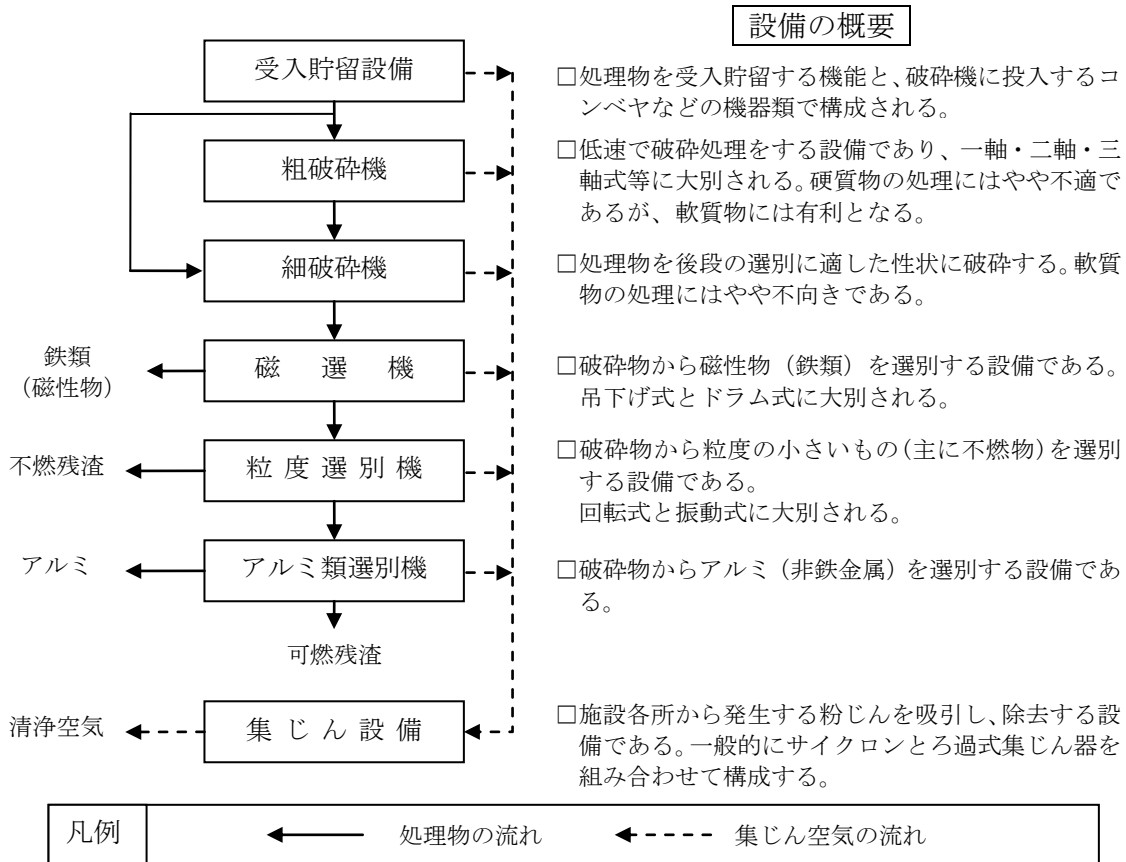 設備の概要
受入貯留設備
□処理物を受入貯留する機能と、破砕機に投入するコ
ンベヤなどの機器類で構成される。
粗破砕機
□低速で破砕処理をする設備であり、一軸・二軸・三
軸式等に大別される。硬質物の処理にはやや不適で
あるが、軟質物には有利となる。
細破砕機
□処理物を後段の選別に適した性状に破砕する。軟質
物の処理にはやや不向きである。
鉄類
（磁性物）
磁選機
□破砕物から磁性物（鉄類）を選別する設備である。
吊下げ式とドラム式に大別される。
不燃残渣
粒度選別機
□破砕物から粒度の小さいもの(主に不燃物)を選別
する設備である。
回転式と振動式に大別される。
アルミ
アルミ類選別機
□破砕物からアルミ（非鉄金属）を選別する設備であ
る。
可燃残渣
清浄空気
集じん設備
□施設各所から発生する粉じんを吸引し、除去する設
備である。一般的にサイクロンとろ過式集じん器を
組み合わせて構成する。
凡例
処理物の流れ
集じん空気の流れ